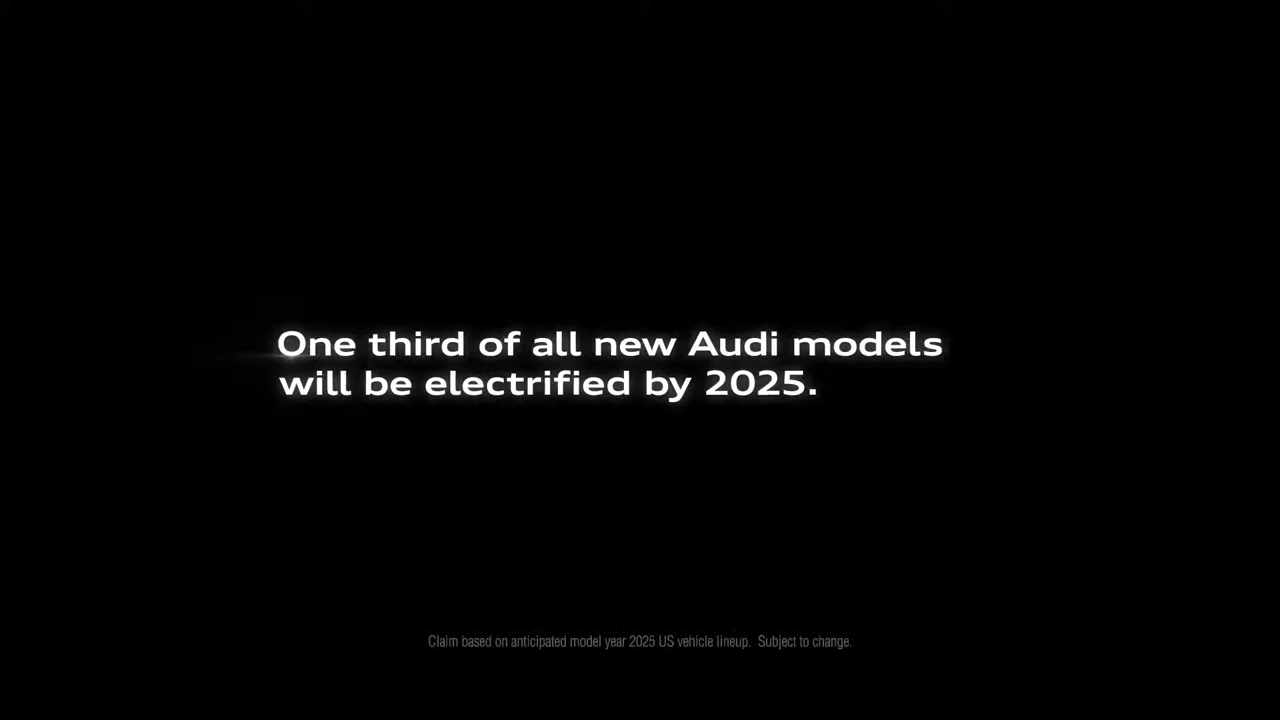 One third of all new Audi models
will be electrified by 2025.
Claim based on anticipated model year 2025 US vehicle lineup. Subject to change.